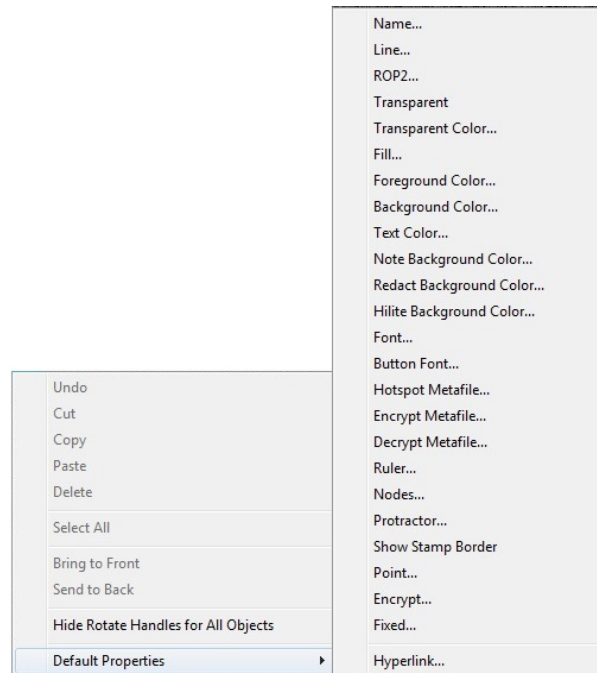 Undo
Cut
Copy
Paste
Delete
Select All
Bring to Front
Send to Back
Hide Rotate Handles for All Objects
Default Properties
Name...
Line...
ROP2...
Transparent
Transparent Color...
Fill...
Foreground Color...
Background Color...
Text Color...
Note Background Color...
Redact Background Color...
Hilite Background Color...
Font...
Button Font...
Hotspot Metafile...
Encrypt Metafile...
Decrypt Metafile...
Ruler...
Nodes...
Protractor...
Show Stamp Border
Point...
Encrypt...
Fixed...
Hyperlink...